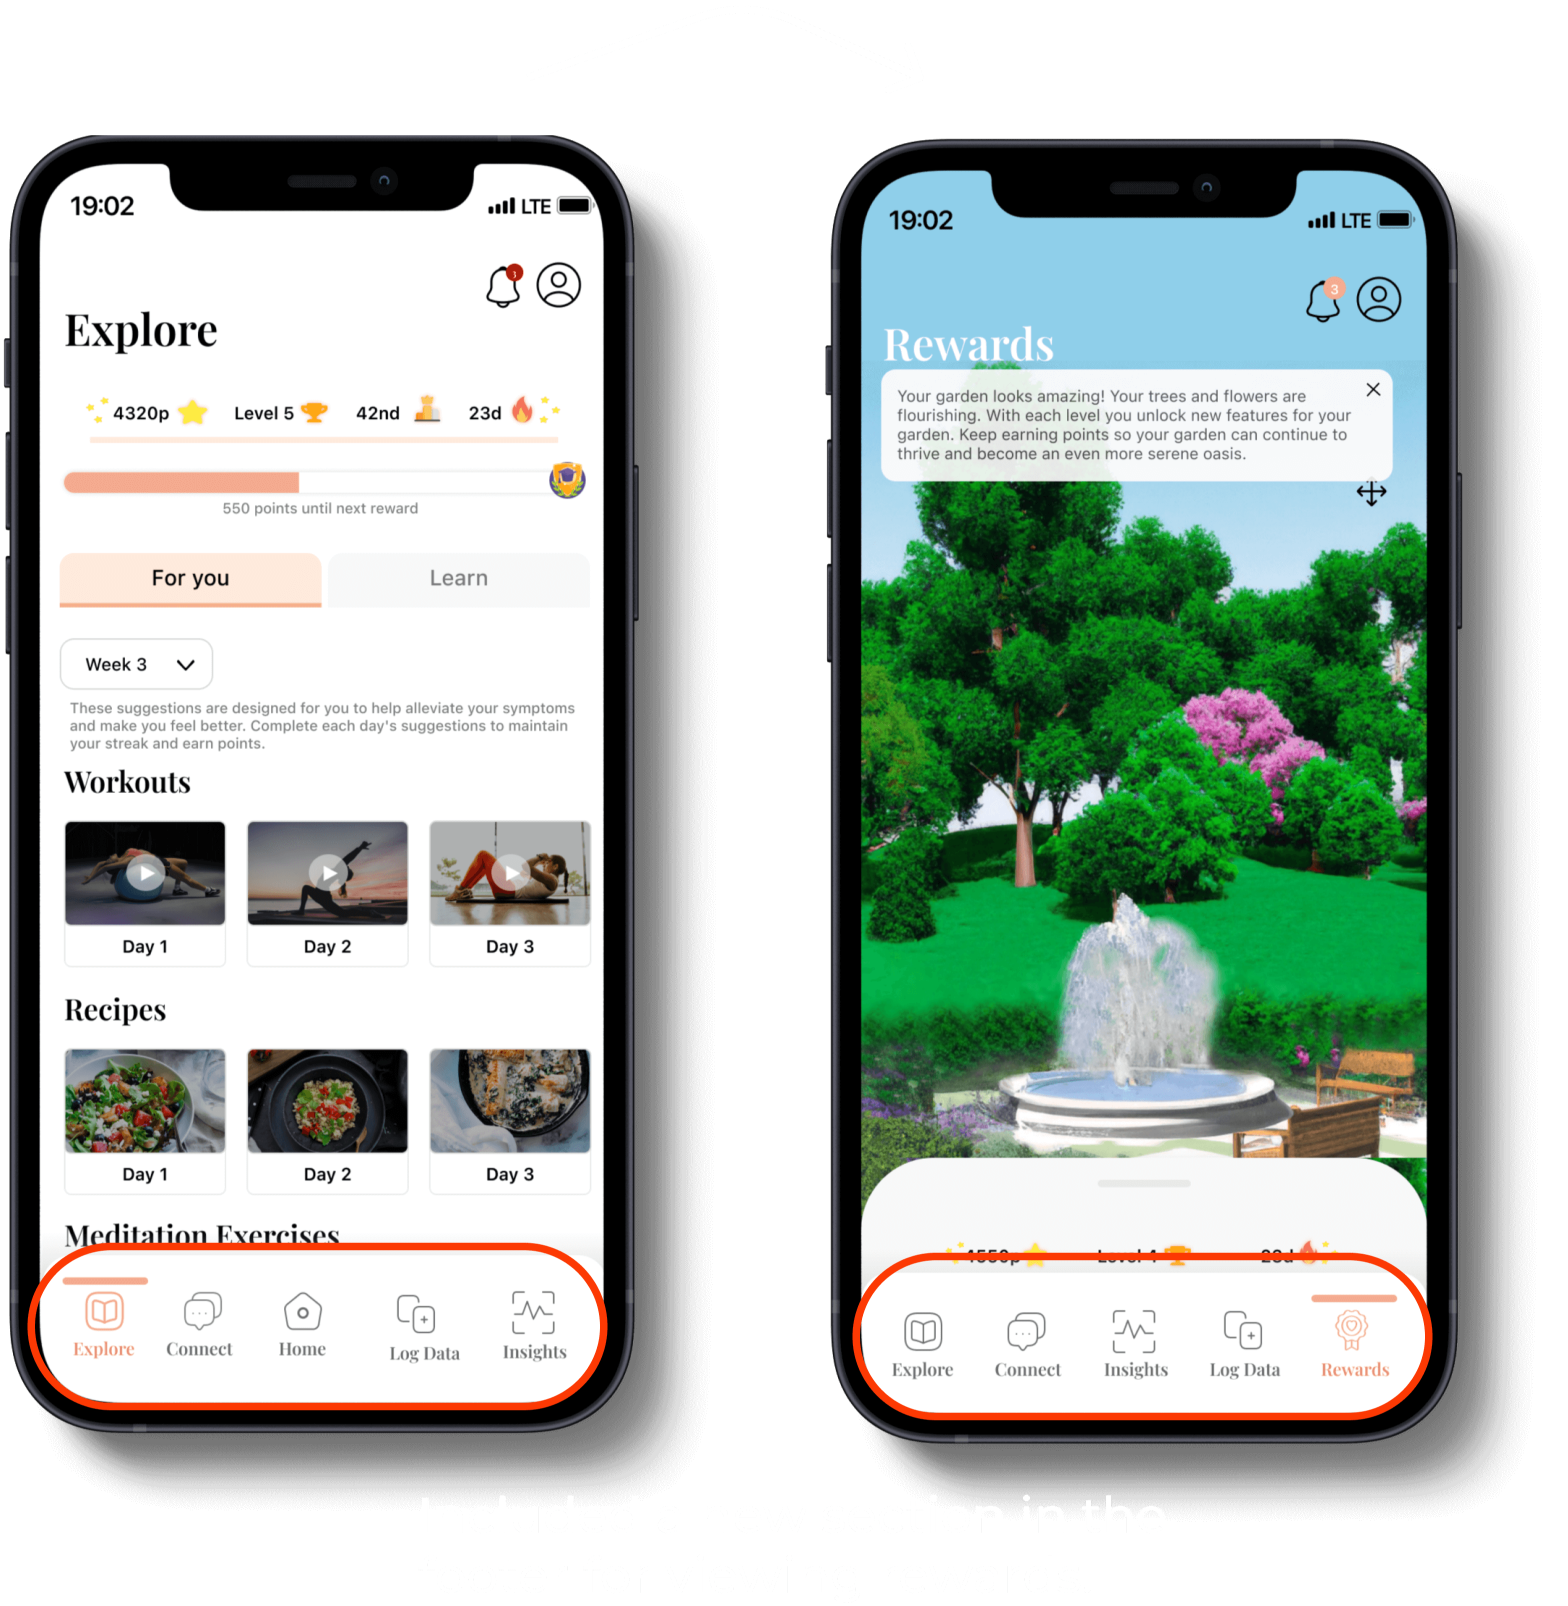 19:02
LTE
Explore
4320p Level 5 42nd 23d
550 points until next reward
For you Learn
Week 3
These suggestions are designed for you to help alleviate your symptoms
and make you feel better. Complete each day's suggestions to maintain
your streak and earn points.
Workouts
Day 1 Day 2 Day 3
Recipes
Day 1 Day 2 Day 3
Meditation Exercises
Explore Connect Home Log Data Insights
19:02
LTE
3
Rewards
Your garden looks amazing! Your trees and flowers are
flourishing. With each level you unlock new features for your
garden. Keep earning points so your garden can continue to
thrive and become an even more serene oasis.
4550p Level 4 23d
Explore Connect Insights Log Data Rewards
in the